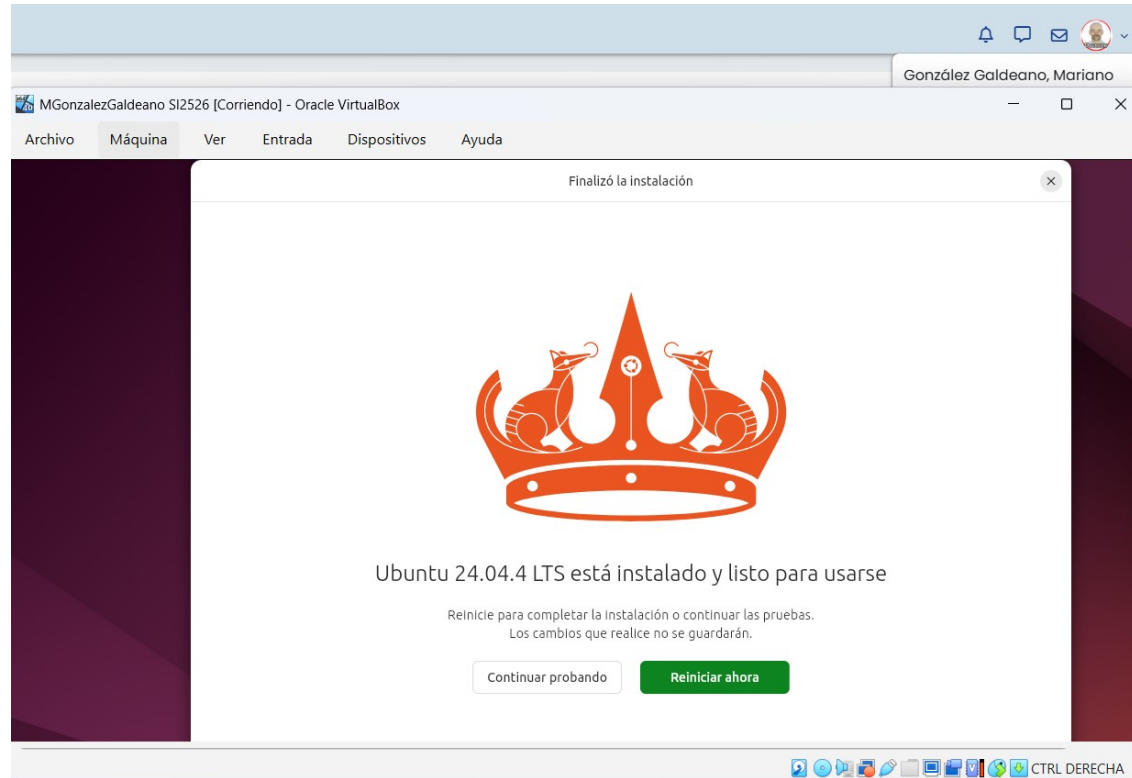 González Galdeano, Mariano
MGonzalezGaldeano SI2526 [Corriendo] - Oracle VirtualBox
Archivo Máquina Ver Entrada Dispositivos Ayuda
Finalizó la instalación
Ubuntu 24.04.4 LTS está instalado y listo para usarse
Reinicie para completar la instalación o continuar las pruebas.
Los cambios que realice no se guardarán.
Continuar probando Reiniciar ahora
CTRL DERECHA